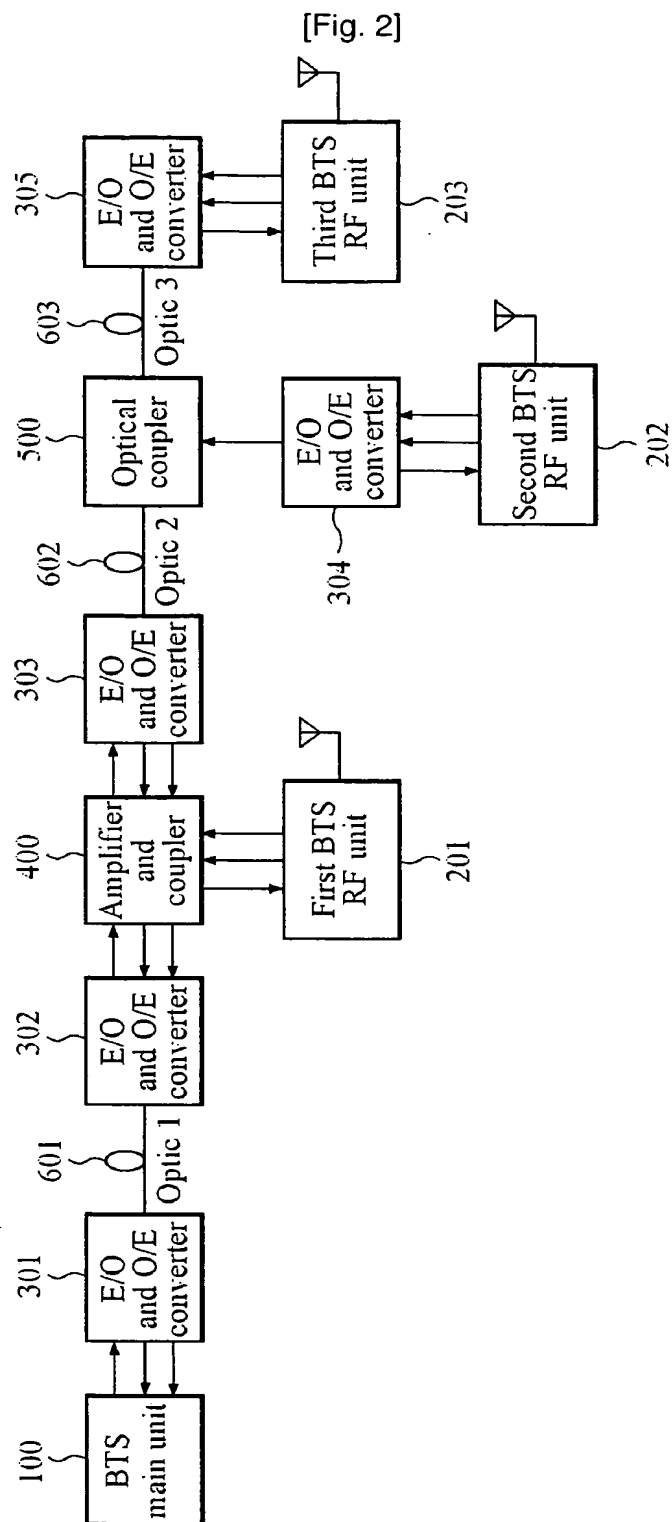 [Fig. 2]
100
BTS
main unit
301
E/O
and O/E
converter
601
Optic 1
302
E/O
and O/E
converter
400
Amplifier
and
coupler
First BTS
RF unit
201
303
E/O
and O/E
converter
602
Optic 2
500
Optical
coupler
E/O
and O/E
converter
304
Second BTS
RF unit
202
603
Optic 3
305
E/O
and O/E
converter
Third BTS
RF unit
203